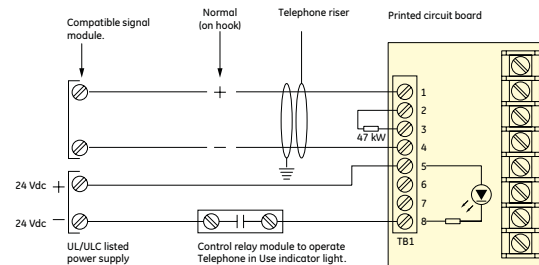 Compatible signal
module.
Normal
(on hook)
Telephone riser
Printed circuit board
+
1
2
3
47 kW
4
–
5
24 Vdc +
6
7
24 Vdc –
8
TB1
UL/ULC listed
power supply
Control relay module to operate
Telephone in Use indicator light.